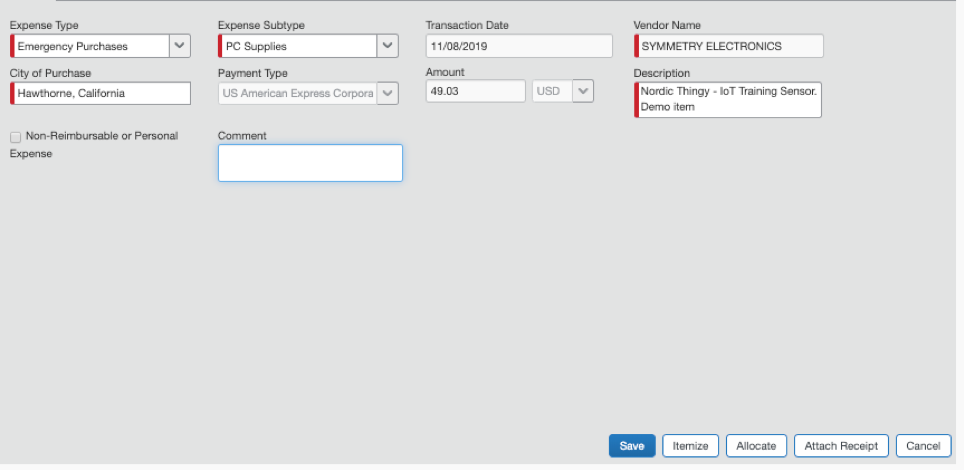 Expense Type
Expense Subtype
Transaction Date
Vendor Name
Emergency Purchases
PC Supplies
11/08/2019
SYMMETRY ELECTRONICS
City of Purchase
Payment Type
Amount
Description
Hawthorne, California
US American Express Corpora
49.03
USD
Nordic Thingy - IoT Training Sensor.
Demo item
Non-Reimbursable or Personal
Expense
Comment
Save
Itemize
Allocate
Attach Receipt
Cancel